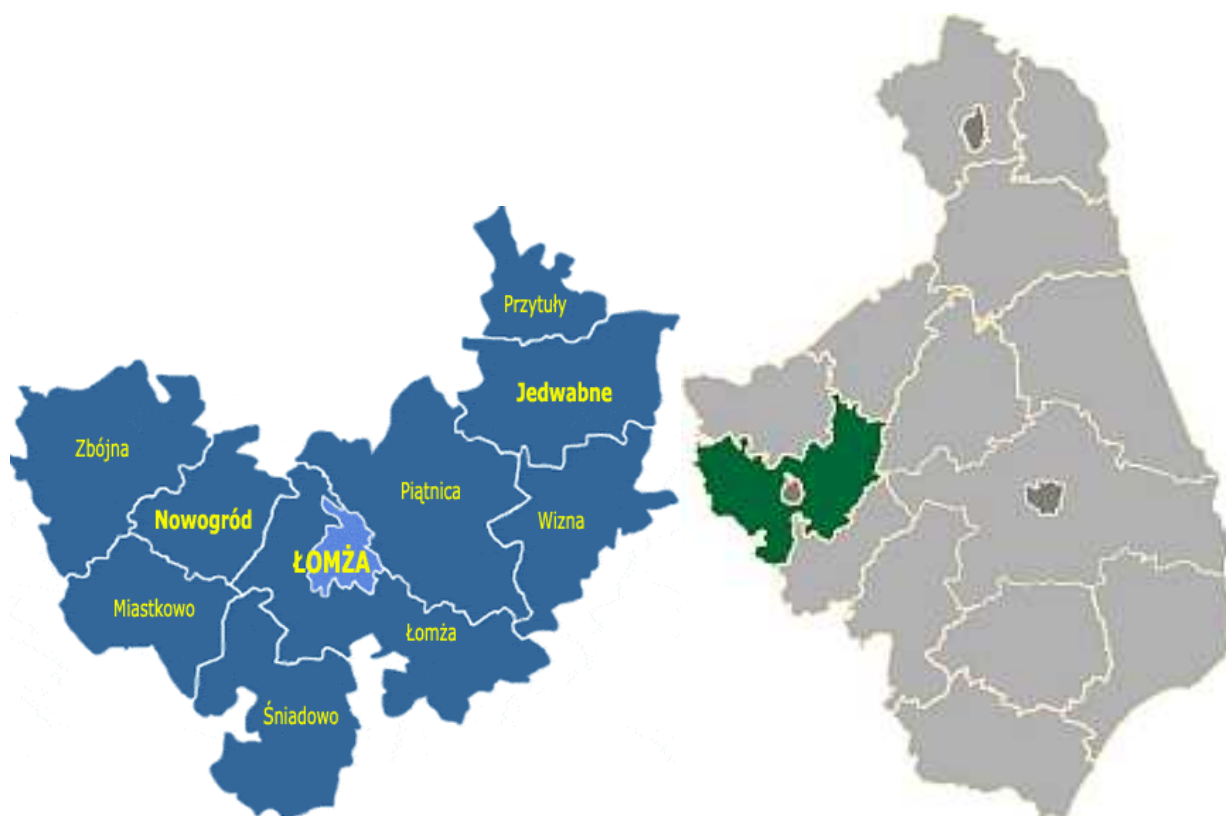 Przytuły
Jedwabne
Zbójna
Piątnica
Nowogród
Wizna
ŁOMŻA
Miastkowo
Łomża
Śniadowo